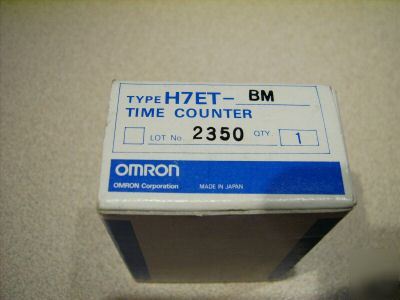 TYPE H7ET- BM
TIME COUNTER
LOT No. 2350 QTY 1
OMRON
OMRON Corporation MADE IN JAPAN